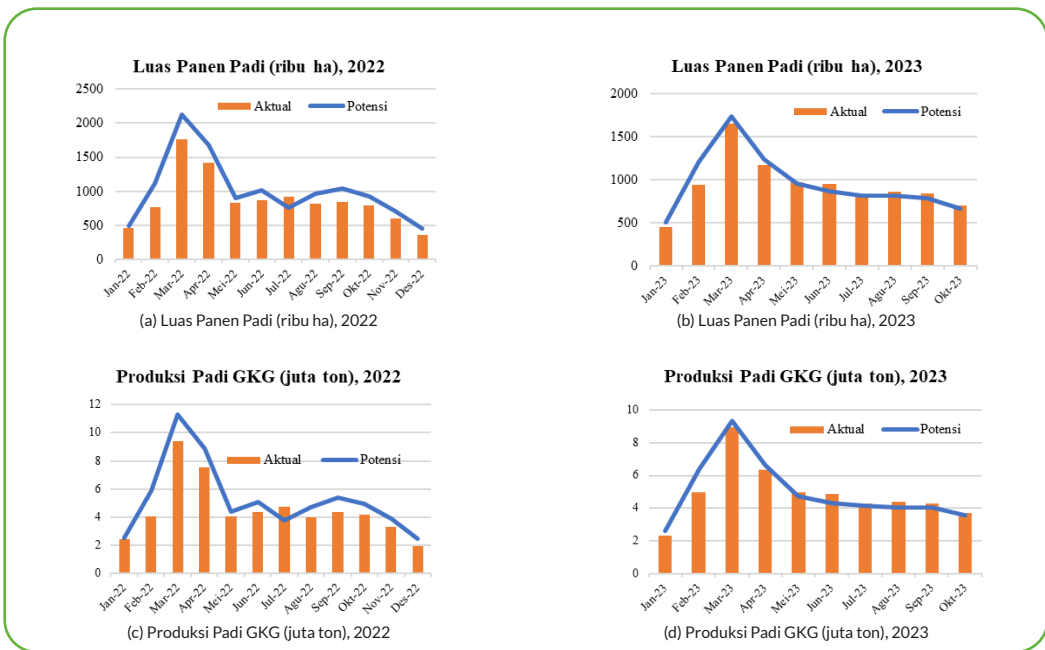 Luas Panen Padi (ribu ha), 2022
Aktual Potensi
2500
2000
1500
1000
500
0
Jan-22 Feb-22 Mar-22 Apr-22 Mei-22 Jun-22 Jul-22 Agu-22 Sep-22 Okt-22 Nov-22 Des-22
(a) Luas Panen Padi (ribu ha), 2022
Luas Panen Padi (ribu ha), 2023
Aktual Potensi
2000
1500
1000
500
0
Jan-23 Feb-23 Mar-23 Apr-23 Mei-23 Jun-23 Jul-23 Agu-23 Sep-23 Okt-23
(b) Luas Panen Padi (ribu ha), 2023
Produksi Padi GKG (juta ton), 2022
12
10
8
6
4
2
0
Aktual Potensi
Jan-22 Feb-22 Mar-22 Apr-22 Mei-22 Jun-22 Jul-22 Agu-22 Sep-22 Okt-22 Nov-22 Des-22
(c) Produksi Padi GKG (juta ton), 2022
Produksi Padi GKG (juta ton), 2023
10
8
6
4
2
0
Aktual Potensi
Jan-23 Feb-23 Mar-23 Apr-23 Mei-23 Jun-23 Jul-23 Agu-23 Sep-23 Okt-23
(d) Produksi Padi GKG (juta ton), 2023